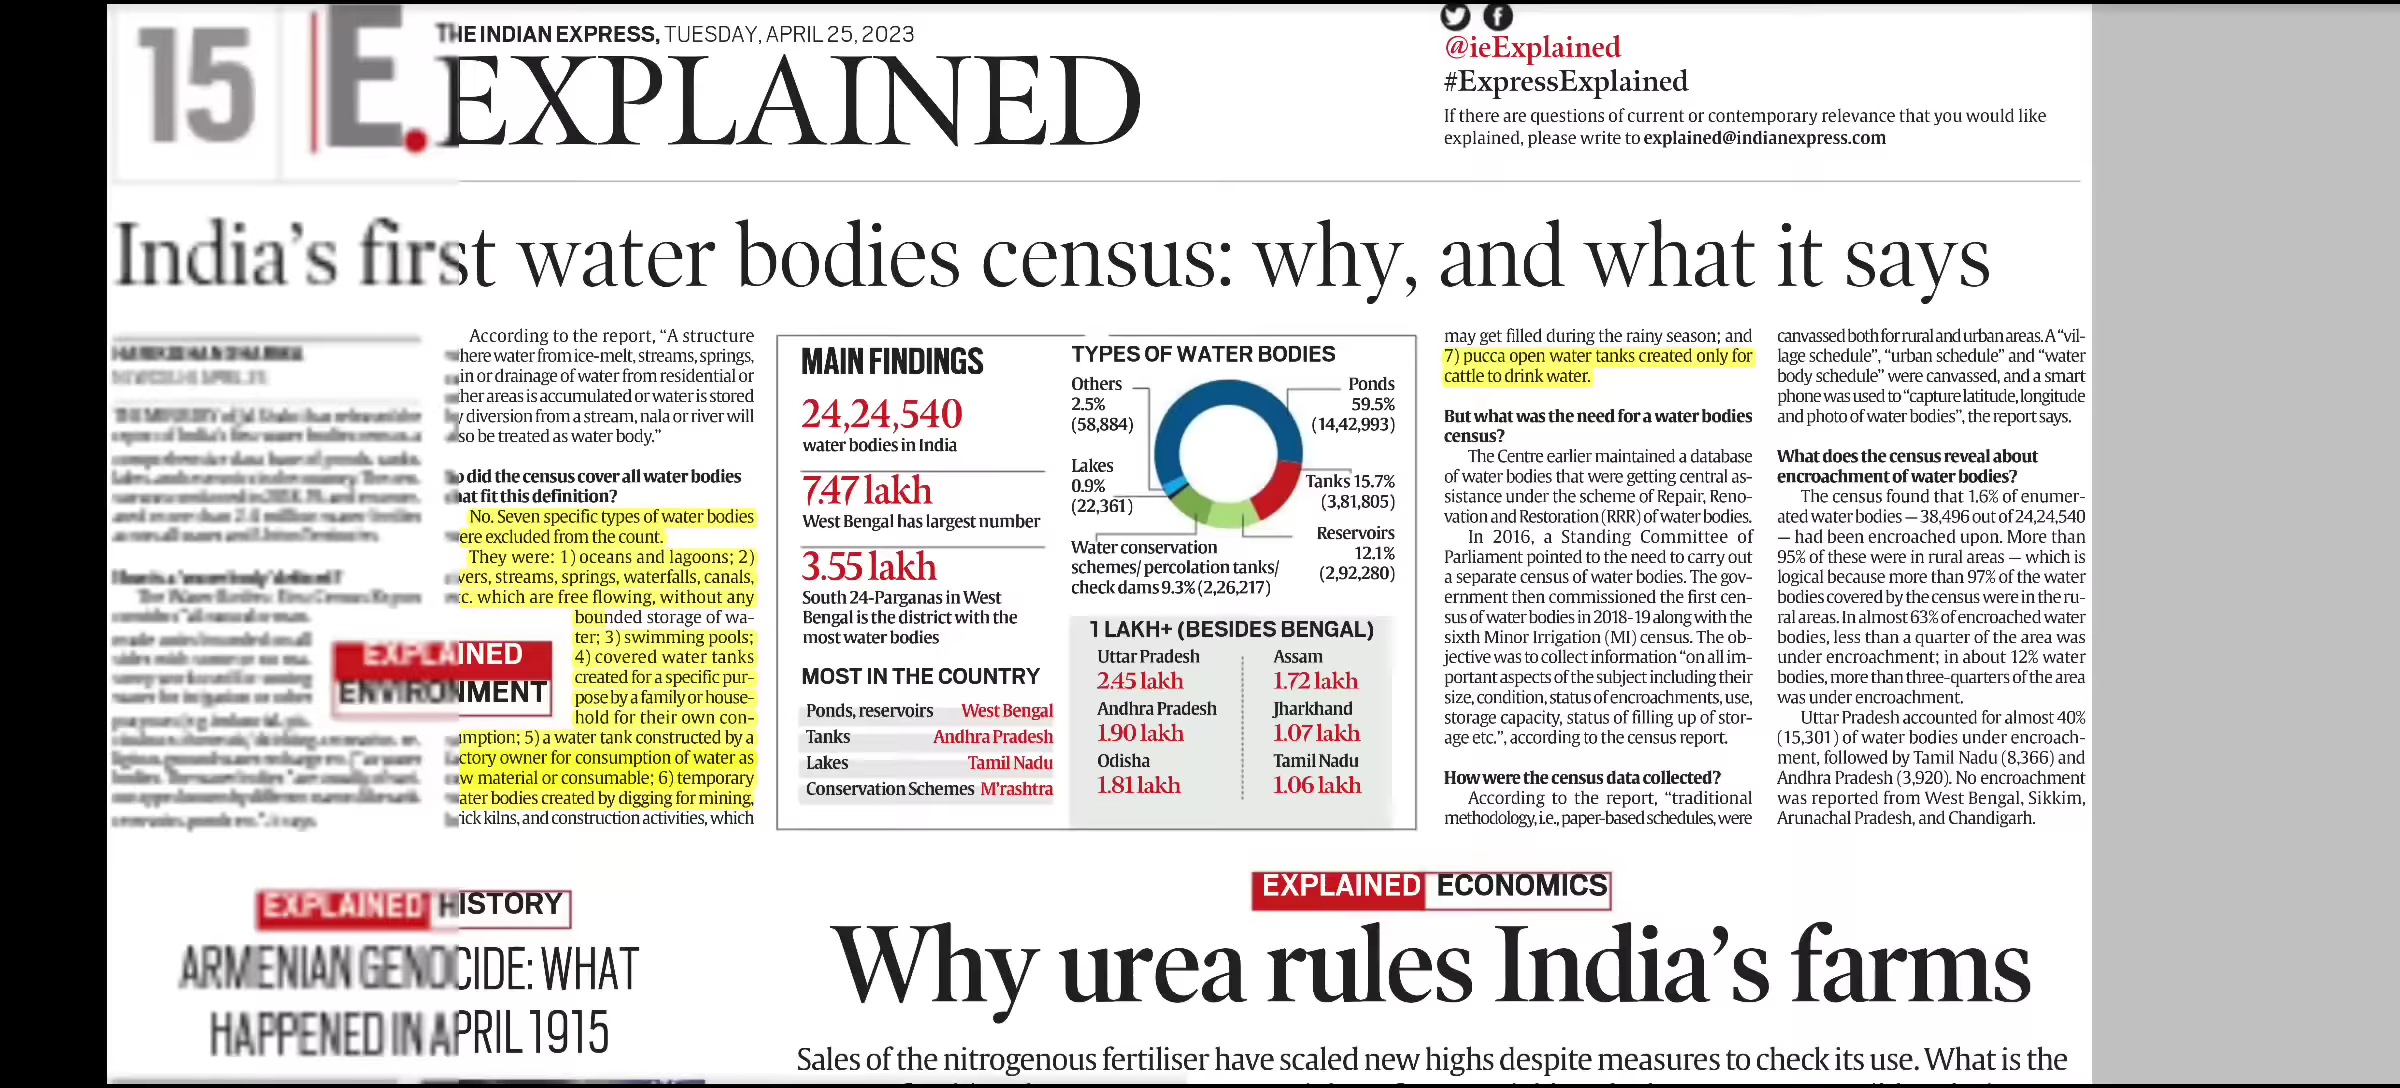 15
E.
THE INDIAN EXPRESS, TUESDAY, APRIL 25, 2023
EXPLAINED
@ieExplained
#ExpressExplained
If there are questions of current or contemporary relevance that you would like
explained, please write to explained@indianexpress.com
India's first water bodies census: why, and what it says
According to the report, “A structure
here water from ice-melt, streams, springs,
in or drainage of water from residential or
her areas is accumulated or water is stored
y diversion from a stream, nala or river will
so be treated as water body.”
o did the census cover all water bodies
at fit this definition?
No. Seven specific types of water bodies
ere excluded from the count.
They were: 1) oceans and lagoons; 2)
vers, streams, springs, waterfalls, canals,
c. which are free flowing, without any
bounded storage of wa-
ter; 3) swimming pools;
4) covered water tanks
created for a specific pur-
pose by a family or house-
hold for their own con-
mption; 5) a water tank constructed by a
ctory owner for consumption of water as
w material or consumable; 6) temporary
ater bodies created by digging for mining,
ick kilns, and construction activities, which
EXPLAINED
ENVIRONMENT
MAIN FINDINGS
24,24,540
water bodies in India
7.47 lakh
West Bengal has largest number
3.55 lakh
South 24-Parganas in West
Bengal is the district with the
most water bodies
MOST IN THE COUNTRY
Ponds, reservoirs West Bengal
Tanks Andhra Pradesh
Lakes Tamil Nadu
Conservation Schemes M'rashtra
TYPES OF WATER BODIES
Others
2.5%
(58,884)
Lakes
0.9%
(22,361)
Water conservation
schemes/ percolation tanks/
check dams 9.3% (2,26,217)
Ponds
59.5%
(14,42,993)
Tanks 15.7%
(3,81,805)
Reservoirs
12.1%
(2,92,280)
1 LAKH+ (BESIDES BENGAL)
Uttar Pradesh
2.45 lakh
Andhra Pradesh
1.90 lakh
Odisha
1.81 lakh
Assam
1.72 lakh
Jharkhand
1.07 lakh
Tamil Nadu
1.06 lakh
may get filled during the rainy season; and
7) pucca open water tanks created only for
cattle to drink water.
But what was the need for a water bodies
census?
The Centre earlier maintained a database
of water bodies that were getting central as-
sistance under the scheme of Repair, Reno-
vation and Restoration (RRR) of water bodies.
In 2016, a Standing Committee of
Parliament pointed to the need to carry out
a separate census of water bodies. The gov-
ernment then commissioned the first cen-
sus of water bodies in 2018-19 along with the
sixth Minor Irrigation (MI) census. The ob-
jective was to collect information “on all im-
portant aspects of the subject including their
size, condition, status of encroachments, use,
storage capacity, status of filling up of stor-
age etc.”, according to the census report.
How were the census data collected?
According to the report, “traditional
methodology, i.e., paper-based schedules, were
canvassed both for rural and urban areas. A “vil-
lage schedule”, “urban schedule” and “water
body schedule” were canvassed, and a smart
phone was used to “capture latitude, longitude
and photo of water bodies”, the report says.
What does the census reveal about
encroachment of water bodies?
The census found that 1.6% of enumer-
ated water bodies — 38,496 out of 24,24,540
— had been encroached upon. More than
95% of these were in rural areas — which is
logical because more than 97% of the water
bodies covered by the census were in the ru-
ral areas. In almost 63% of encroached water
bodies, less than a quarter of the area was
under encroachment; in about 12% water
bodies, more than three-quarters of the area
was under encroachment.
Uttar Pradesh accounted for almost 40%
(15,301) of water bodies under encroach-
ment, followed by Tamil Nadu (8,366) and
Andhra Pradesh (3,920). No encroachment
was reported from West Bengal, Sikkim,
Arunachal Pradesh, and Chandigarh.
EXPLAINED HISTORY
ARMENIAN GENOCIDE: WHAT
HAPPENED IN APRIL 1915
EXPLAINED ECONOMICS
Why urea rules India's farms
Sales of the nitrogenous fertiliser have scaled new highs despite measures to check its use. What is the